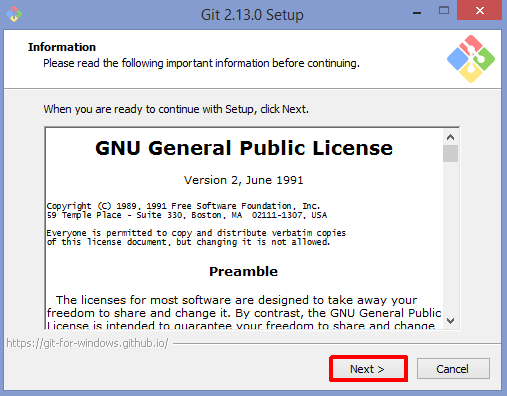 Git 2.13.0 Setup
Information
Please read the following important information before continuing.
When you are ready to continue with Setup, click Next.
GNU General Public License
Version 2, June 1991
Copyright (C) 1989, 1991 Free Software Foundation, Inc.
59 Temple Place - Suite 330, Boston, MA  02111-1307, USA
Everyone is permitted to copy and distribute verbatim copies
of this license document, but changing it is not allowed.
Preamble
The licenses for most software are designed to take away your
freedom to share and change it. By contrast, the GNU General Public
License is intended to guarantee your freedom to share and change
https://git-for-windows.github.io/
Next >
Cancel